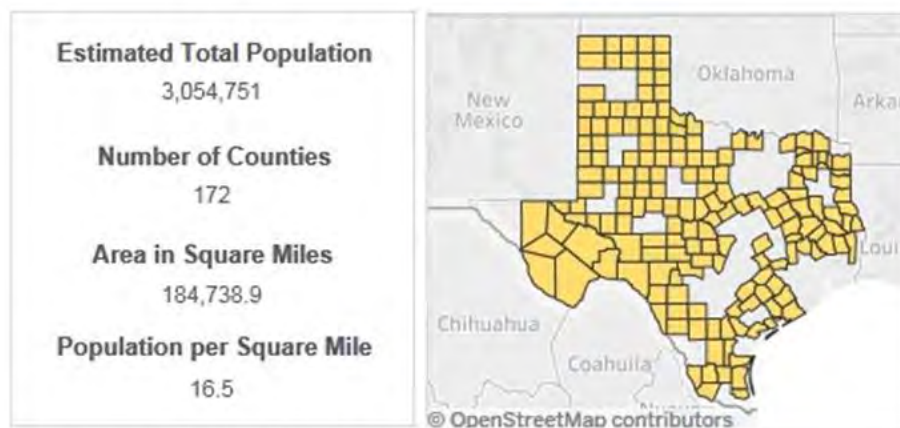 Estimated Total Population
3,054,751
Number of Counties
172
Area in Square Miles
184,738.9
Population per Square Mile
16.5
Oklahoma
New
Mexico
Arka
Loui
Chihuahua
Coahuila
© OpenStreetMap contributors